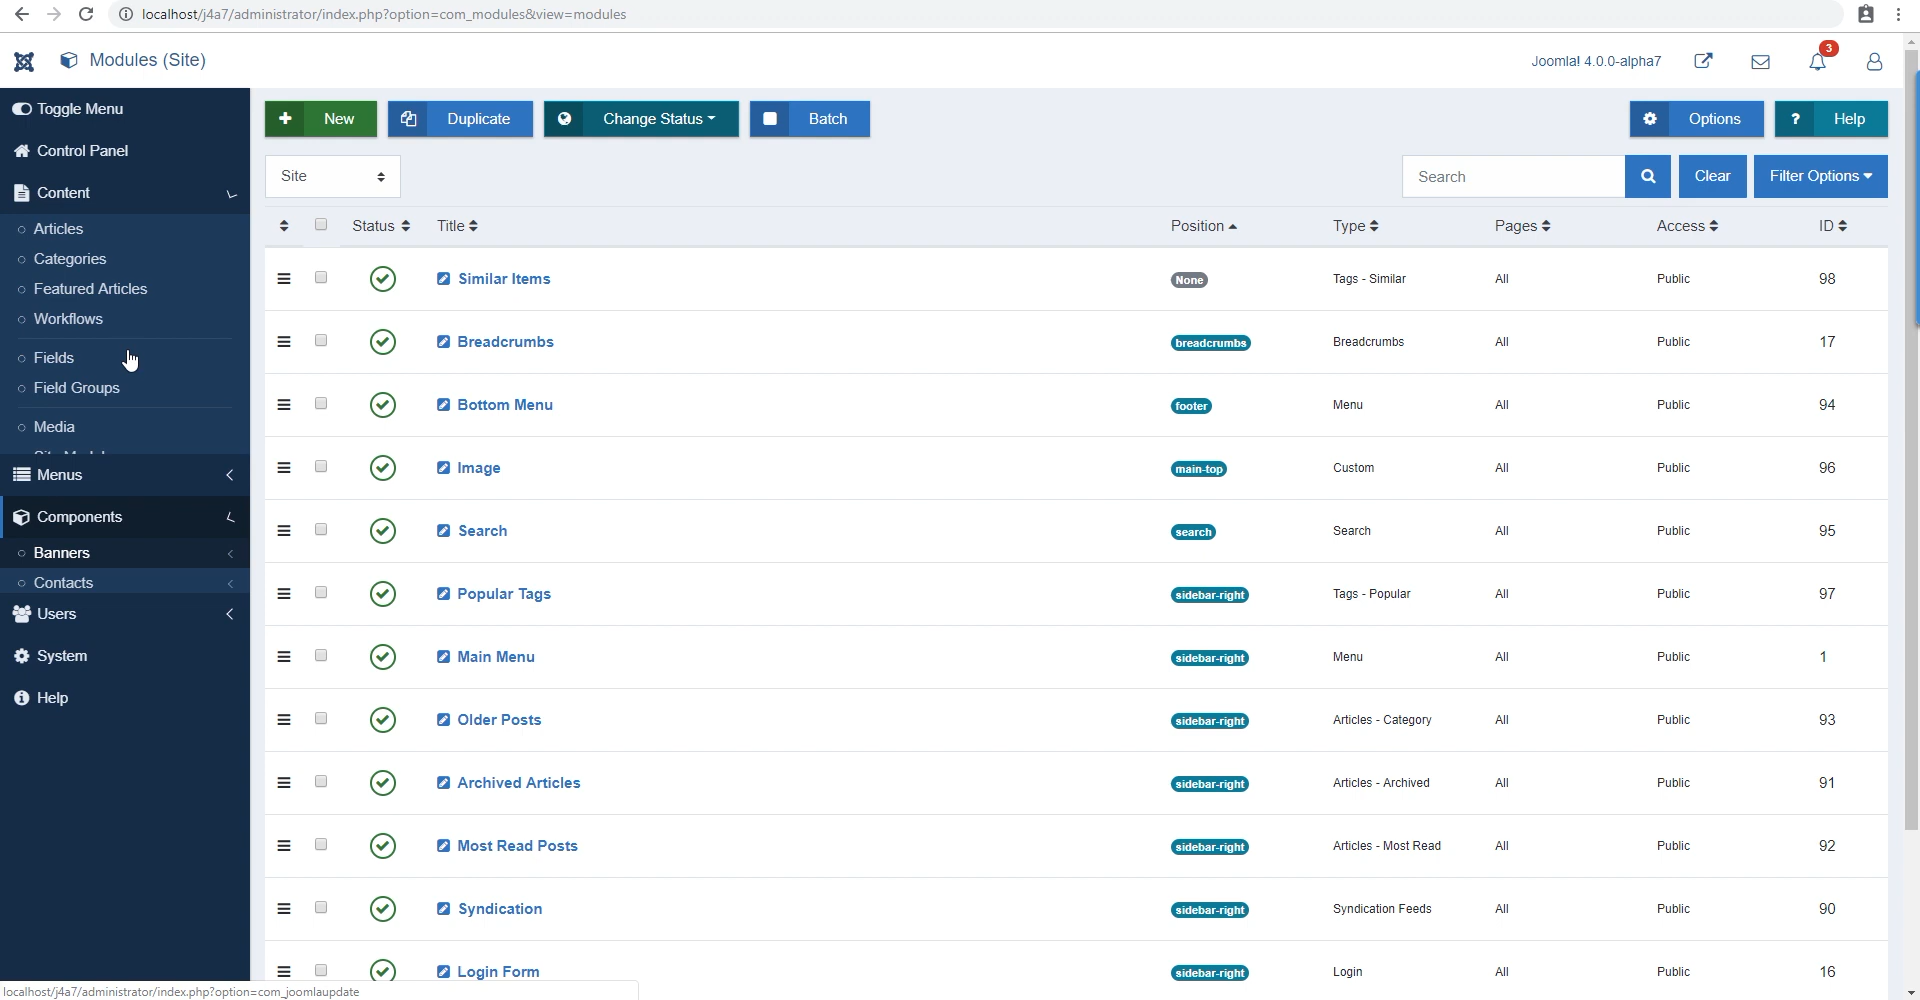 localhost/j4a7/administrator/index.php?option=com_modules&view=modules
Modules (Site)
Joomla! 4.0.0-alpha7
3
Toggle Menu
Control Panel
Content
Articles
Categories
Featured Articles
Workflows
Fields
Field Groups
Media
Menus
Components
Banners
Contacts
Users
System
Help
New
Duplicate
Change Status
Batch
Options
? Help
Site
Search
Clear
Filter Options
Status Title Position Type Pages Access ID
Similar Items None Tags - Similar All Public 98
Breadcrumbs breadcrumbs Breadcrumbs All Public 17
Bottom Menu footer Menu All Public 94
Image main-top Custom All Public 96
Search search Search All Public 95
Popular Tags sidebar-right Tags - Popular All Public 97
Main Menu sidebar-right Menu All Public 1
Older Posts sidebar-right Articles - Category All Public 93
Archived Articles sidebar-right Articles - Archived All Public 91
Most Read Posts sidebar-right Articles - Most Read All Public 92
Syndication sidebar-right Syndication Feeds All Public 90
Login Form sidebar-right Login All Public 16
localhost/j4a7/administrator/index.php?option=com_joomlaupdate